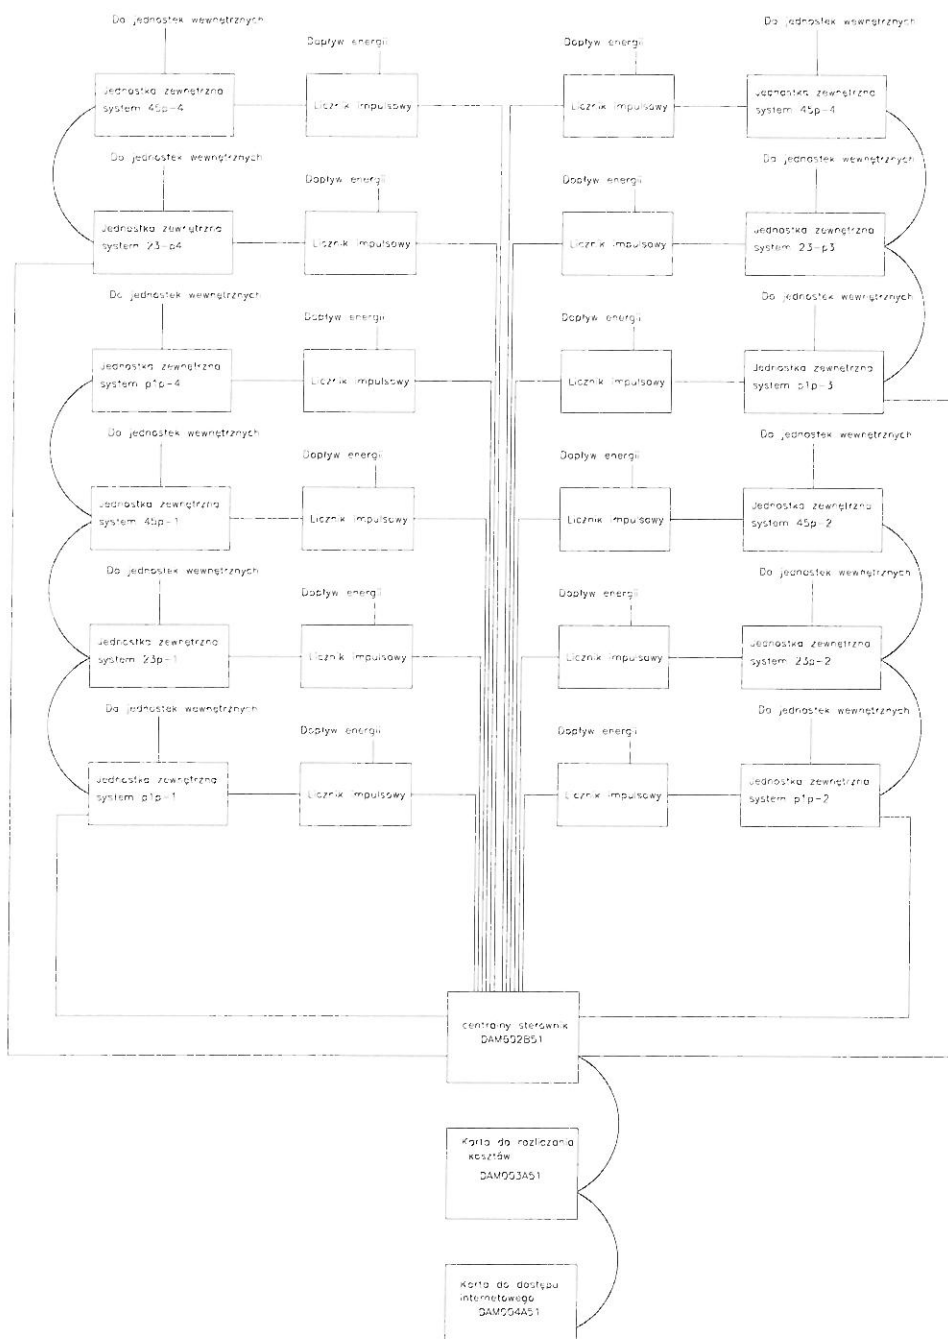 Do jednostek wewnętrznych
Dopływ energii
Dopływ energii
Do jednostek wewnętrznych
Jednostka zewnętrzna
system 45p-4
Licznik impulsowy
Licznik impulsowy
Jednostka zewnętrzna
system 45p-4
Do jednostek wewnętrznych
Dopływ energii
Dopływ energii
Do jednostek wewnętrznych
Jednostka zewnętrzna
system 23-p4
Licznik impulsowy
Licznik impulsowy
Jednostka zewnętrzna
system 23-p3
Do jednostek wewnętrznych
Dopływ energii
Dopływ energii
Do jednostek wewnętrznych
Jednostka zewnętrzna
system p1p-4
Licznik impulsowy
Licznik impulsowy
Jednostka zewnętrzna
system p1p-3
Do jednostek wewnętrznych
Dopływ energii
Dopływ energii
Do jednostek wewnętrznych
Jednostka zewnętrzna
system 45p-1
Licznik impulsowy
Licznik impulsowy
Jednostka zewnętrzna
system 45p-2
Do jednostek wewnętrznych
Dopływ energii
Dopływ energii
Do jednostek wewnętrznych
Jednostka zewnętrzna
system 23p-1
Licznik impulsowy
Licznik impulsowy
Jednostka zewnętrzna
system 23p-2
Do jednostek wewnętrznych
Dopływ energii
Dopływ energii
Do jednostek wewnętrznych
Jednostka zewnętrzna
system p1p-1
Licznik impulsowy
Licznik impulsowy
Jednostka zewnętrzna
system p1p-2
centralny sterownik
DAM602B51
Karta do rozliczania
kosztów
DAM003A51
Karta do dostępu
internetowego
DAM004A51